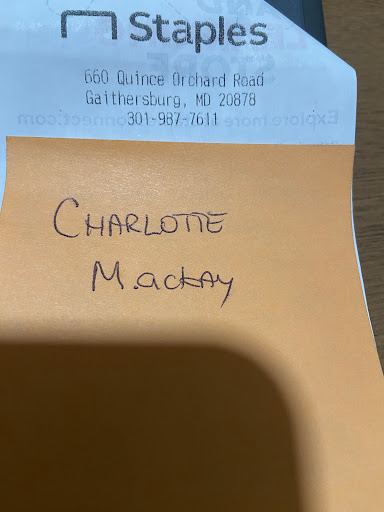 Staples
660 Quince Orchard Road
Gaithersburg, MD 20878
301-987-7611
CHARLOTTE
Mackay